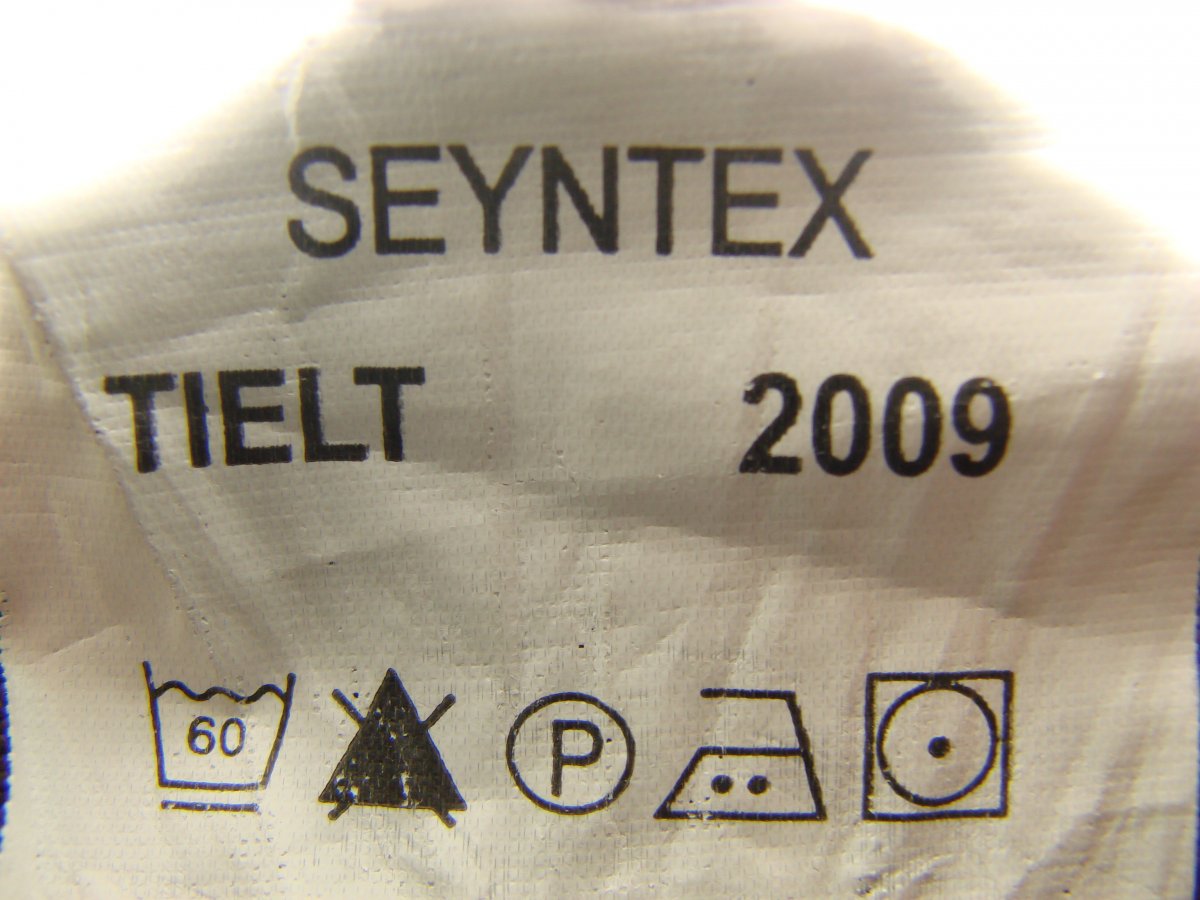 SEYNTEX
TIELT 2009
60 P